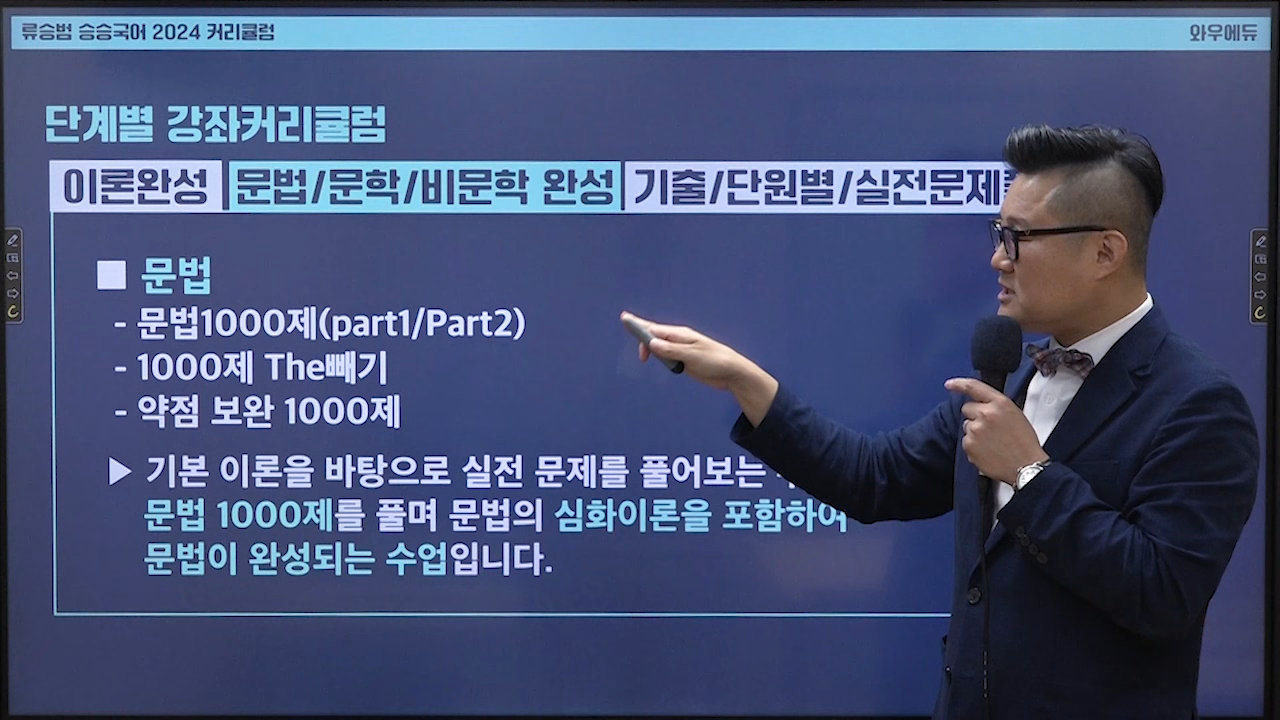 류승범 승승국어 2024 커리큘럼
와우에듀
단계별 강좌커리큘럼
이론완성
문법/문학/비문학 완성
기출/단원별/실전문제
■ 문법
- 문법1000제(part1/Part2)
- 1000제 The빼기
- 약점 보완 1000제
▶ 기본 이론을 바탕으로 실전 문제를 풀어보는
문법 1000제를 풀며 문법의 심화이론을 포함하여
문법이 완성되는 수업입니다.